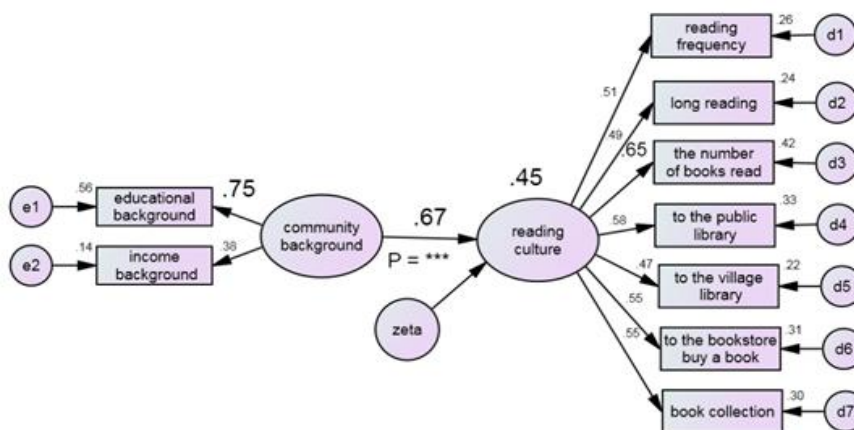 .26
reading
frequency
d1
.51
.24
long reading
d2
.49
.42
.65
the number
of books read
d3
.45
.56
e1
educational
background
.75
.33
.58
to the public
library
d4
community
background
.67
reading
culture
.14
e2
income
background
.38
P = ***
.47
.22
to the village
library
d5
.55
.31
to the bookstore
buy a book
d6
zeta
.55
.30
book collection
d7